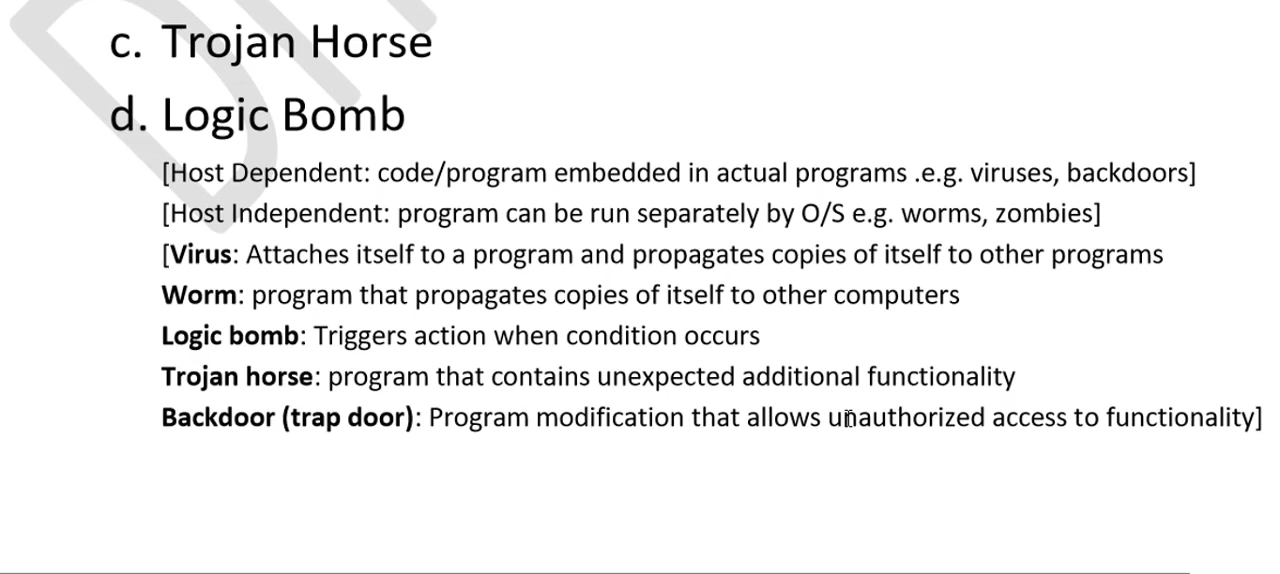 c. Trojan Horse
d. Logic Bomb
[Host Dependent: code/program embedded in actual programs .e.g. viruses, backdoors]
[Host Independent: program can be run separately by O/S e.g. worms, zombies]
[Virus: Attaches itself to a program and propagates copies of itself to other programs
Worm: program that propagates copies of itself to other computers
Logic bomb: Triggers action when condition occurs
Trojan horse: program that contains unexpected additional functionality
Backdoor (trap door): Program modification that allows unauthorized access to functionality]